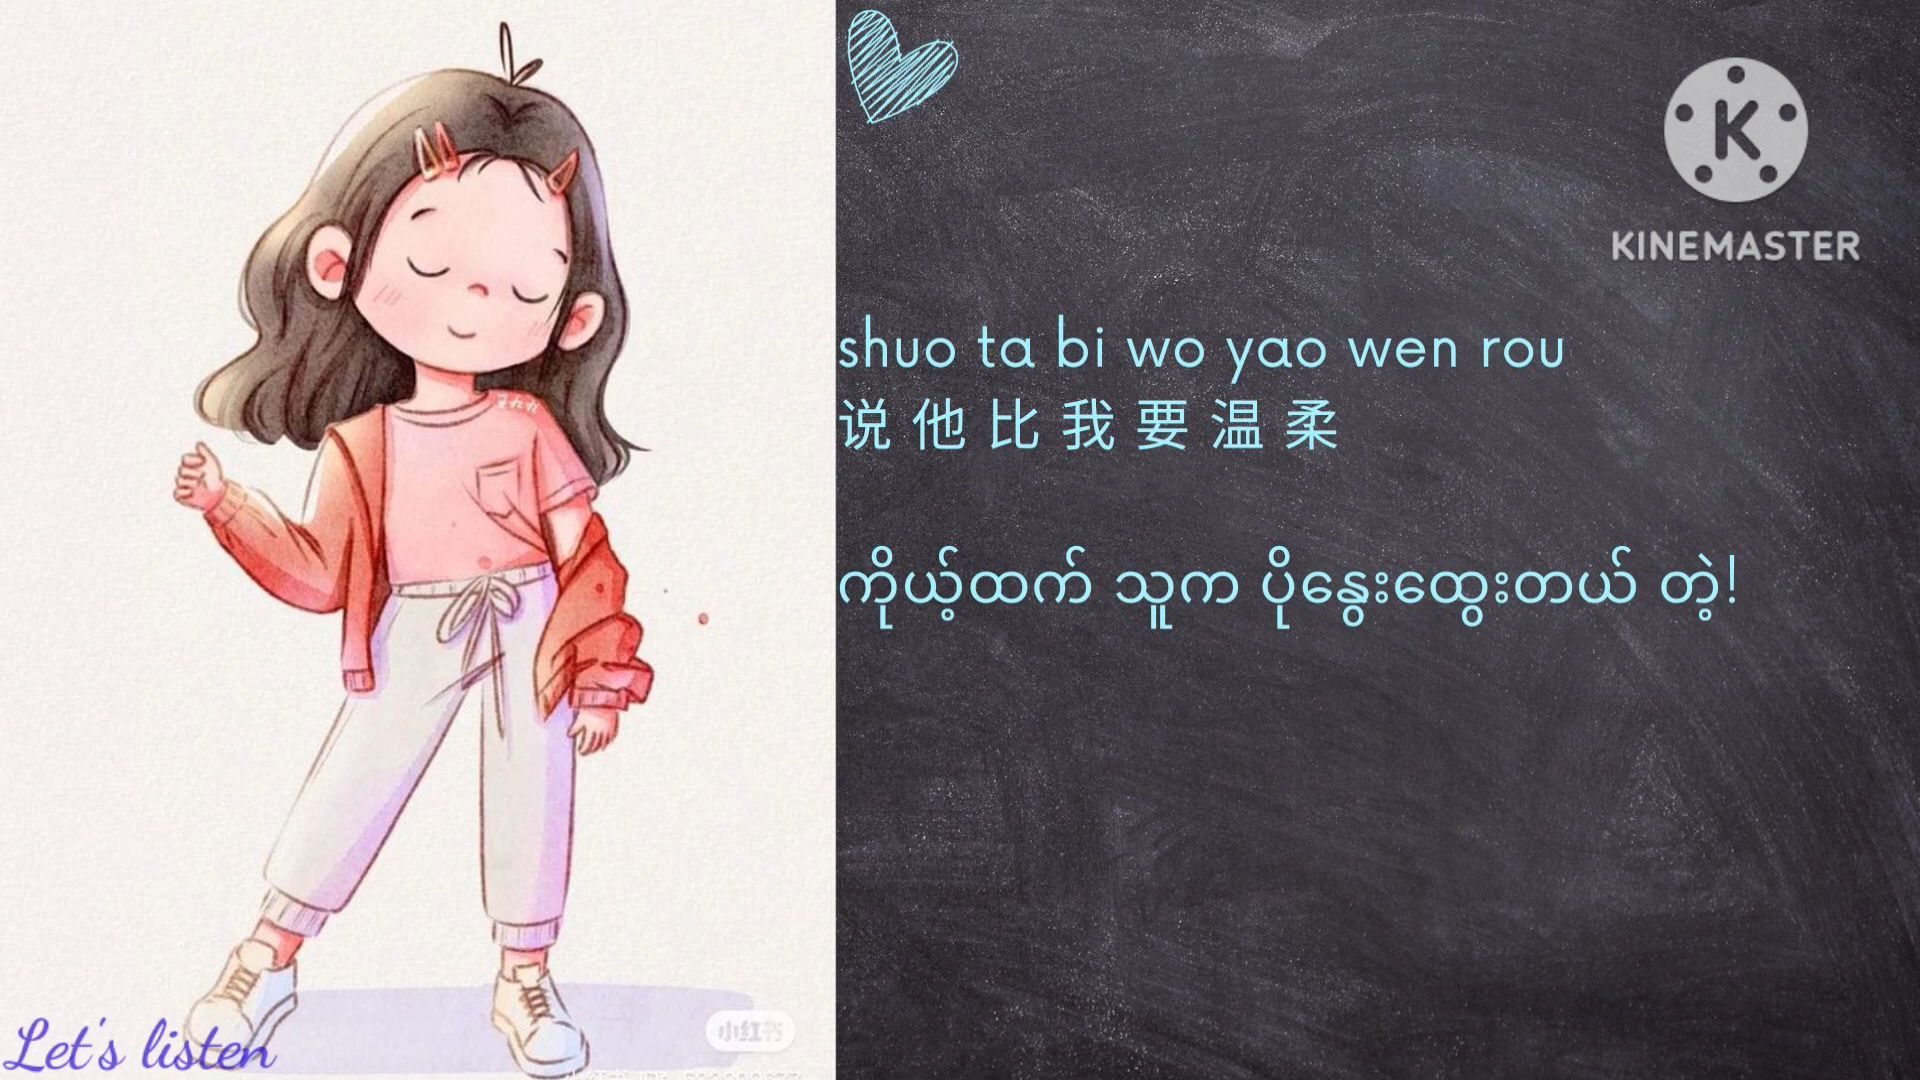 KINEMASTER
shuo ta bi wo yao wen rou
说 他 比 我 要 温 柔
ကိုယ့်ထက် သူက ပိုနွေးထွေးတယ် တဲ့!
小红书
Let's listen